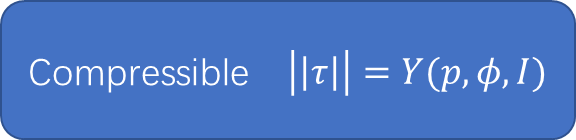 Compressible ||τ|| = Y(p, ϕ, I)